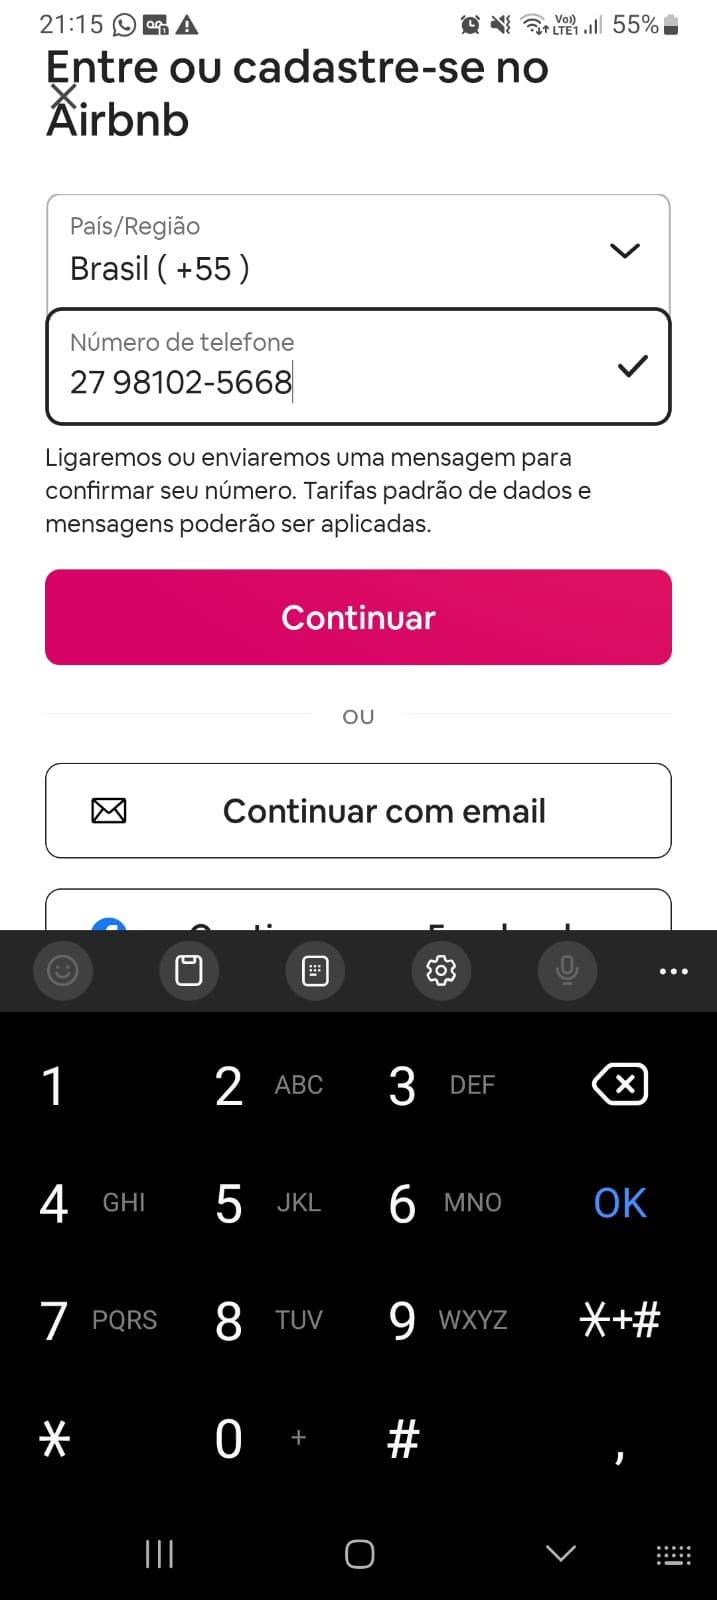 21:15 55%
Entre ou cadastre-se no
Airbnb
País/Região
Brasil ( +55 )
Número de telefone
27 98102-5668
Ligaremos ou enviaremos uma mensagem para
confirmar seu número. Tarifas padrão de dados e
mensagens poderão ser aplicadas.
Continuar
OU
Continuar com email
1 2 ABC 3 DEF
4 GHI 5 JKL 6 MNO OK
7 PQRS 8 TUV 9 WXYZ *+#
* 0 + # ,